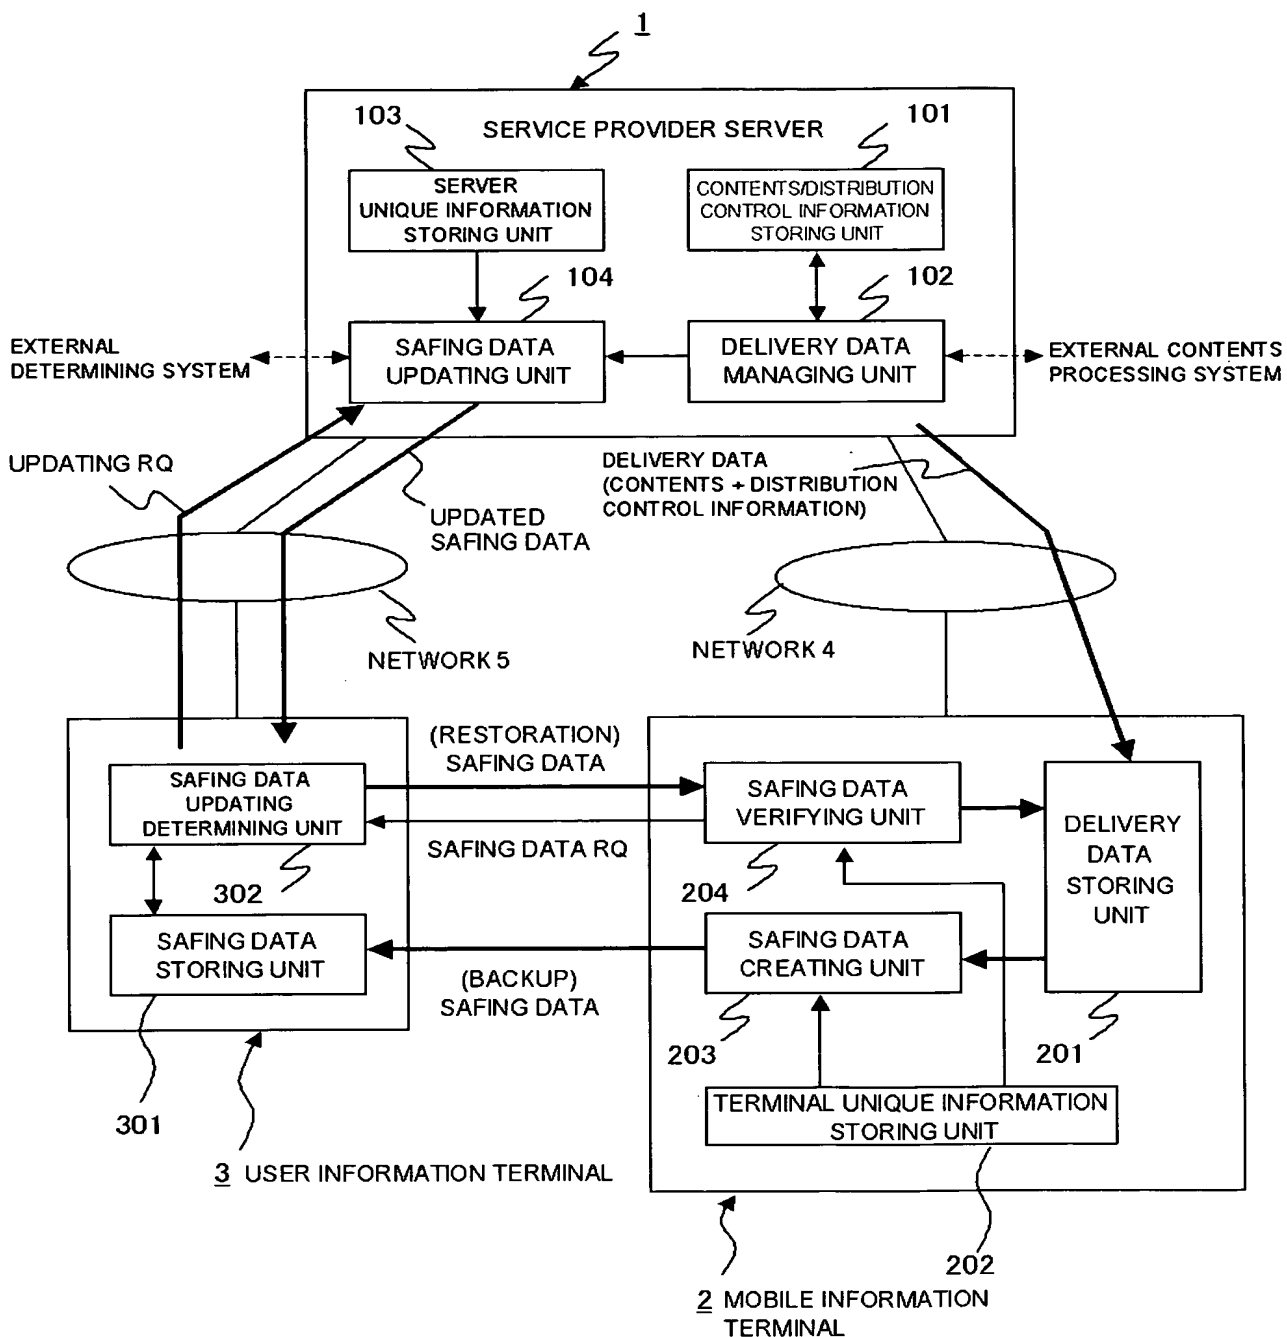 1
SERVICE PROVIDER SERVER
103
101
SERVER
UNIQUE INFORMATION
STORING UNIT
CONTENTS/DISTRIBUTION
CONTROL INFORMATION
STORING UNIT
104
102
EXTERNAL
DETERMINING SYSTEM
SAFING DATA
UPDATING UNIT
DELIVERY DATA
MANAGING UNIT
EXTERNAL CONTENTS
PROCESSING SYSTEM
UPDATING RQ
UPDATED
SAFING DATA
DELIVERY DATA
(CONTENTS + DISTRIBUTION
CONTROL INFORMATION)
NETWORK 5
NETWORK 4
(RESTORATION)
SAFING DATA
SAFING DATA
UPDATING
DETERMINING UNIT
SAFING DATA
VERIFYING UNIT
DELIVERY
DATA
STORING
UNIT
SAFING DATA RQ
302
204
SAFING DATA
STORING UNIT
SAFING DATA
CREATING UNIT
(BACKUP)
SAFING DATA
301
203
201
TERMINAL UNIQUE INFORMATION
STORING UNIT
3 USER INFORMATION TERMINAL
202
2 MOBILE INFORMATION
TERMINAL